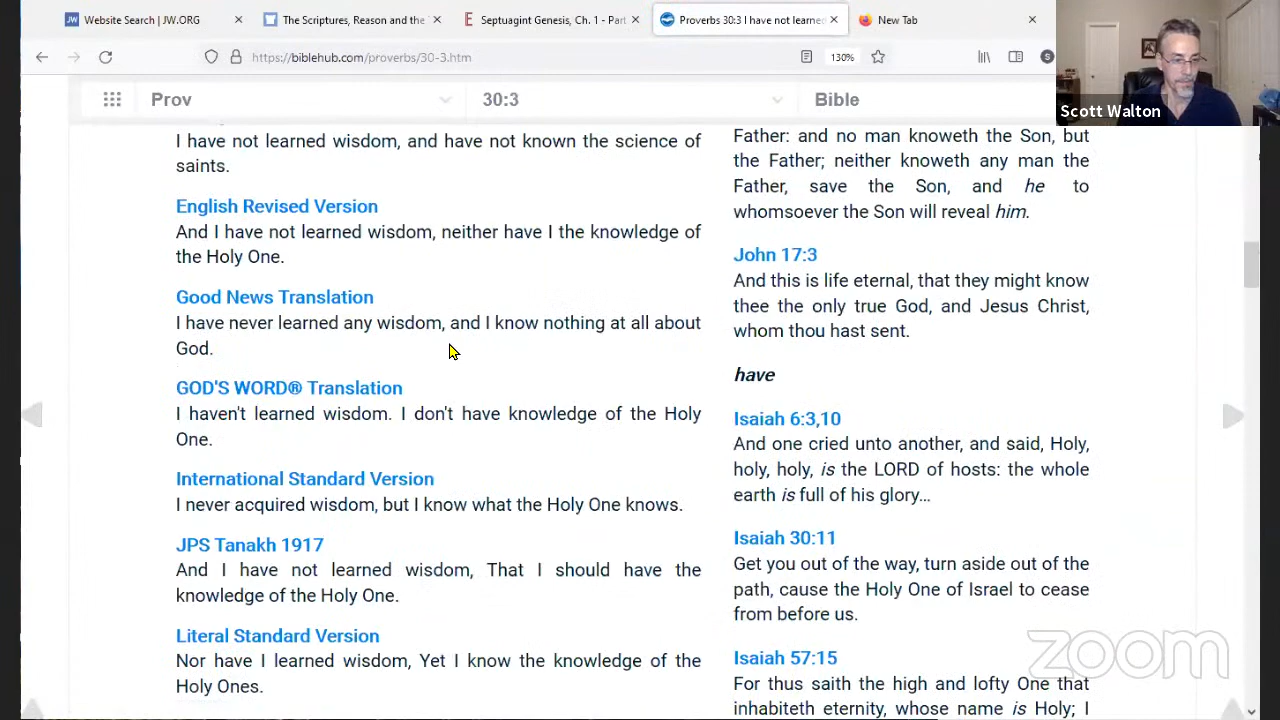 Website Search | JW.ORG
The Scriptures, Reason and the
Septuagint Genesis, Ch. 1 - Part
Proverbs 30:3 I have not learned
New Tab
https://biblehub.com/proverbs/30-3.htm
130%
S
Prov
30:3
Bible
Scott Walton
I have not learned wisdom, and have not known the science of
saints.
English Revised Version
And I have not learned wisdom, neither have I the knowledge of
the Holy One.
Good News Translation
I have never learned any wisdom, and I know nothing at all about
God.
GOD'S WORD® Translation
I haven't learned wisdom. I don't have knowledge of the Holy
One.
International Standard Version
I never acquired wisdom, but I know what the Holy One knows.
JPS Tanakh 1917
And I have not learned wisdom, That I should have the
knowledge of the Holy One.
Literal Standard Version
Nor have I learned wisdom, Yet I know the knowledge of the
Holy Ones.
Father: and no man knoweth the Son, but
the Father; neither knoweth any man the
Father, save the Son, and he to
whomsoever the Son will reveal him.
John 17:3
And this is life eternal, that they might know
thee the only true God, and Jesus Christ,
whom thou hast sent.
have
Isaiah 6:3,10
And one cried unto another, and said, Holy,
holy, holy, is the LORD of hosts: the whole
earth is full of his glory…
Isaiah 30:11
Get you out of the way, turn aside out of the
path, cause the Holy One of Israel to cease
from before us.
Isaiah 57:15
For thus saith the high and lofty One that
inhabiteth eternity, whose name is Holy; I
zoom